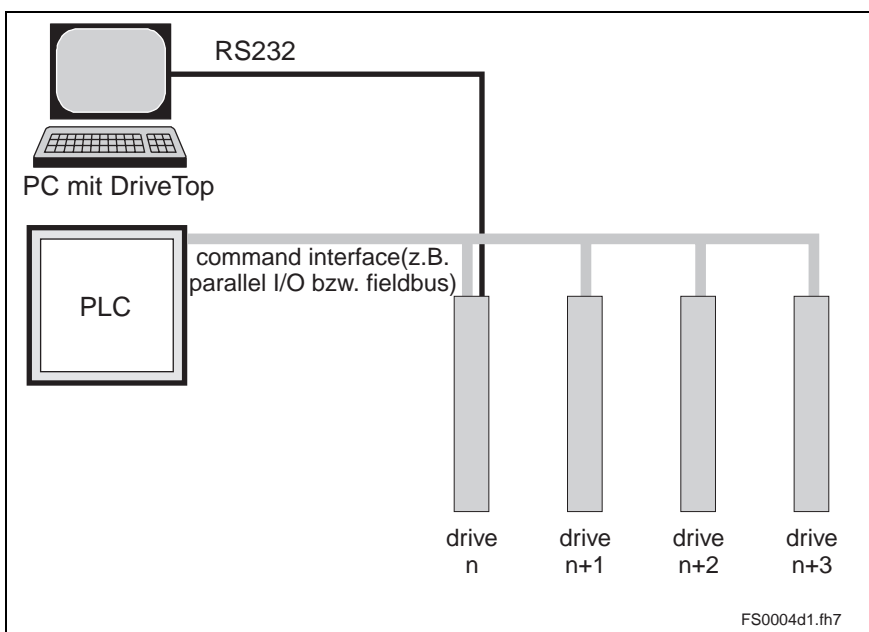 RS232
PC mit DriveTop
command interface(z.B.
parallel I/O bzw. fieldbus)
PLC
drive
n
drive
n+1
drive
n+2
drive
n+3
FS0004d1.fh7